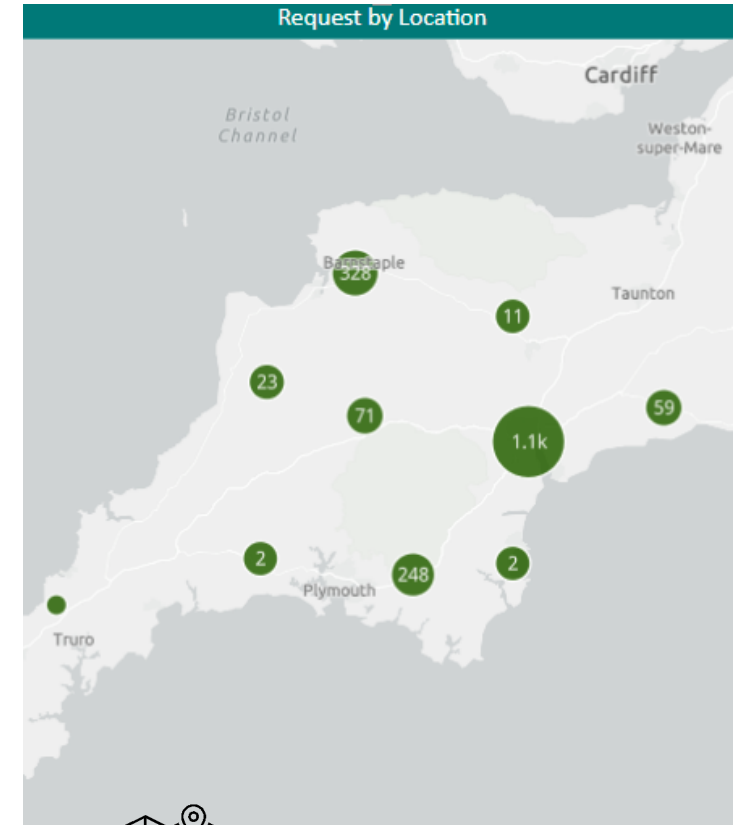 Request by Location
Cardiff
Bristol
Channel
Weston-
super-Mare
Barnstaple
328
Taunton
11
23
71
59
1.1k
2
248
2
Plymouth
Truro